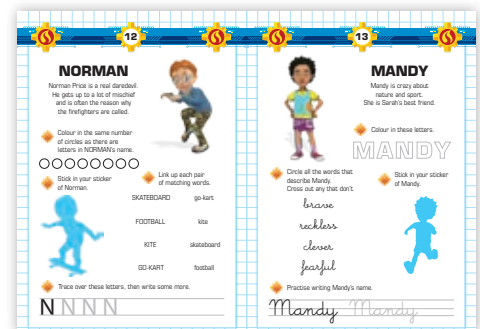 12
NORMAN
Norman Price is a real daredevil.
He gets up to a lot of mischief
and is often the reason why
the firefighters are called.
Colour in the same number
of circles as there are
letters in NORMAN's name.
Stick in your sticker
of Norman.
Link up each pair
of matching words.
SKATEBOARD go-kart
FOOTBALL kite
KITE skateboard
GO-KART football
Trace over these letters, then write some more.
N N N N N
13
MANDY
Mandy is crazy about
nature and sport.
She is Sarah's best friend.
Colour in these letters.
MANDY
Circle all the words that
describe Mandy.
Cross out any that don't.
brave
reckless
clever
fearful
Stick in your sticker
of Mandy.
Practise writing Mandy's name.
Mandy Mandy